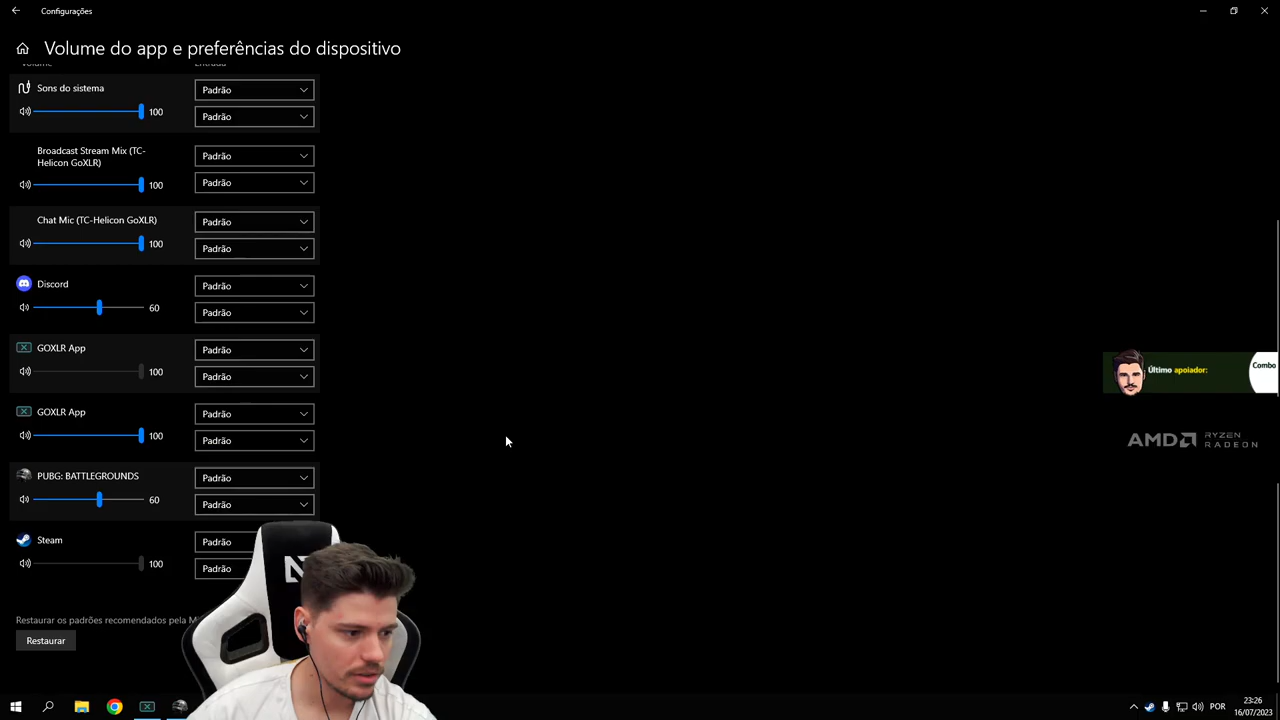 Configurações
Volume do app e preferências do dispositivo
Sons do sistema
Padrão
100
Padrão
Broadcast Stream Mix (TC-
Helicon GoXLR)
Padrão
100
Padrão
Chat Mic (TC-Helicon GoXLR)
Padrão
100
Padrão
Discord
Padrão
60
Padrão
GOXLR App
Padrão
100
Padrão
GOXLR App
Padrão
100
Padrão
PUBG: BATTLEGROUNDS
Padrão
60
Padrão
Steam
Padrão
100
Padrão
Restaurar os padrões recomendados pela
Restaurar
Último apoiador:
Combo
AMD RYZEN
RADEON
POR
23:26
16/07/2023